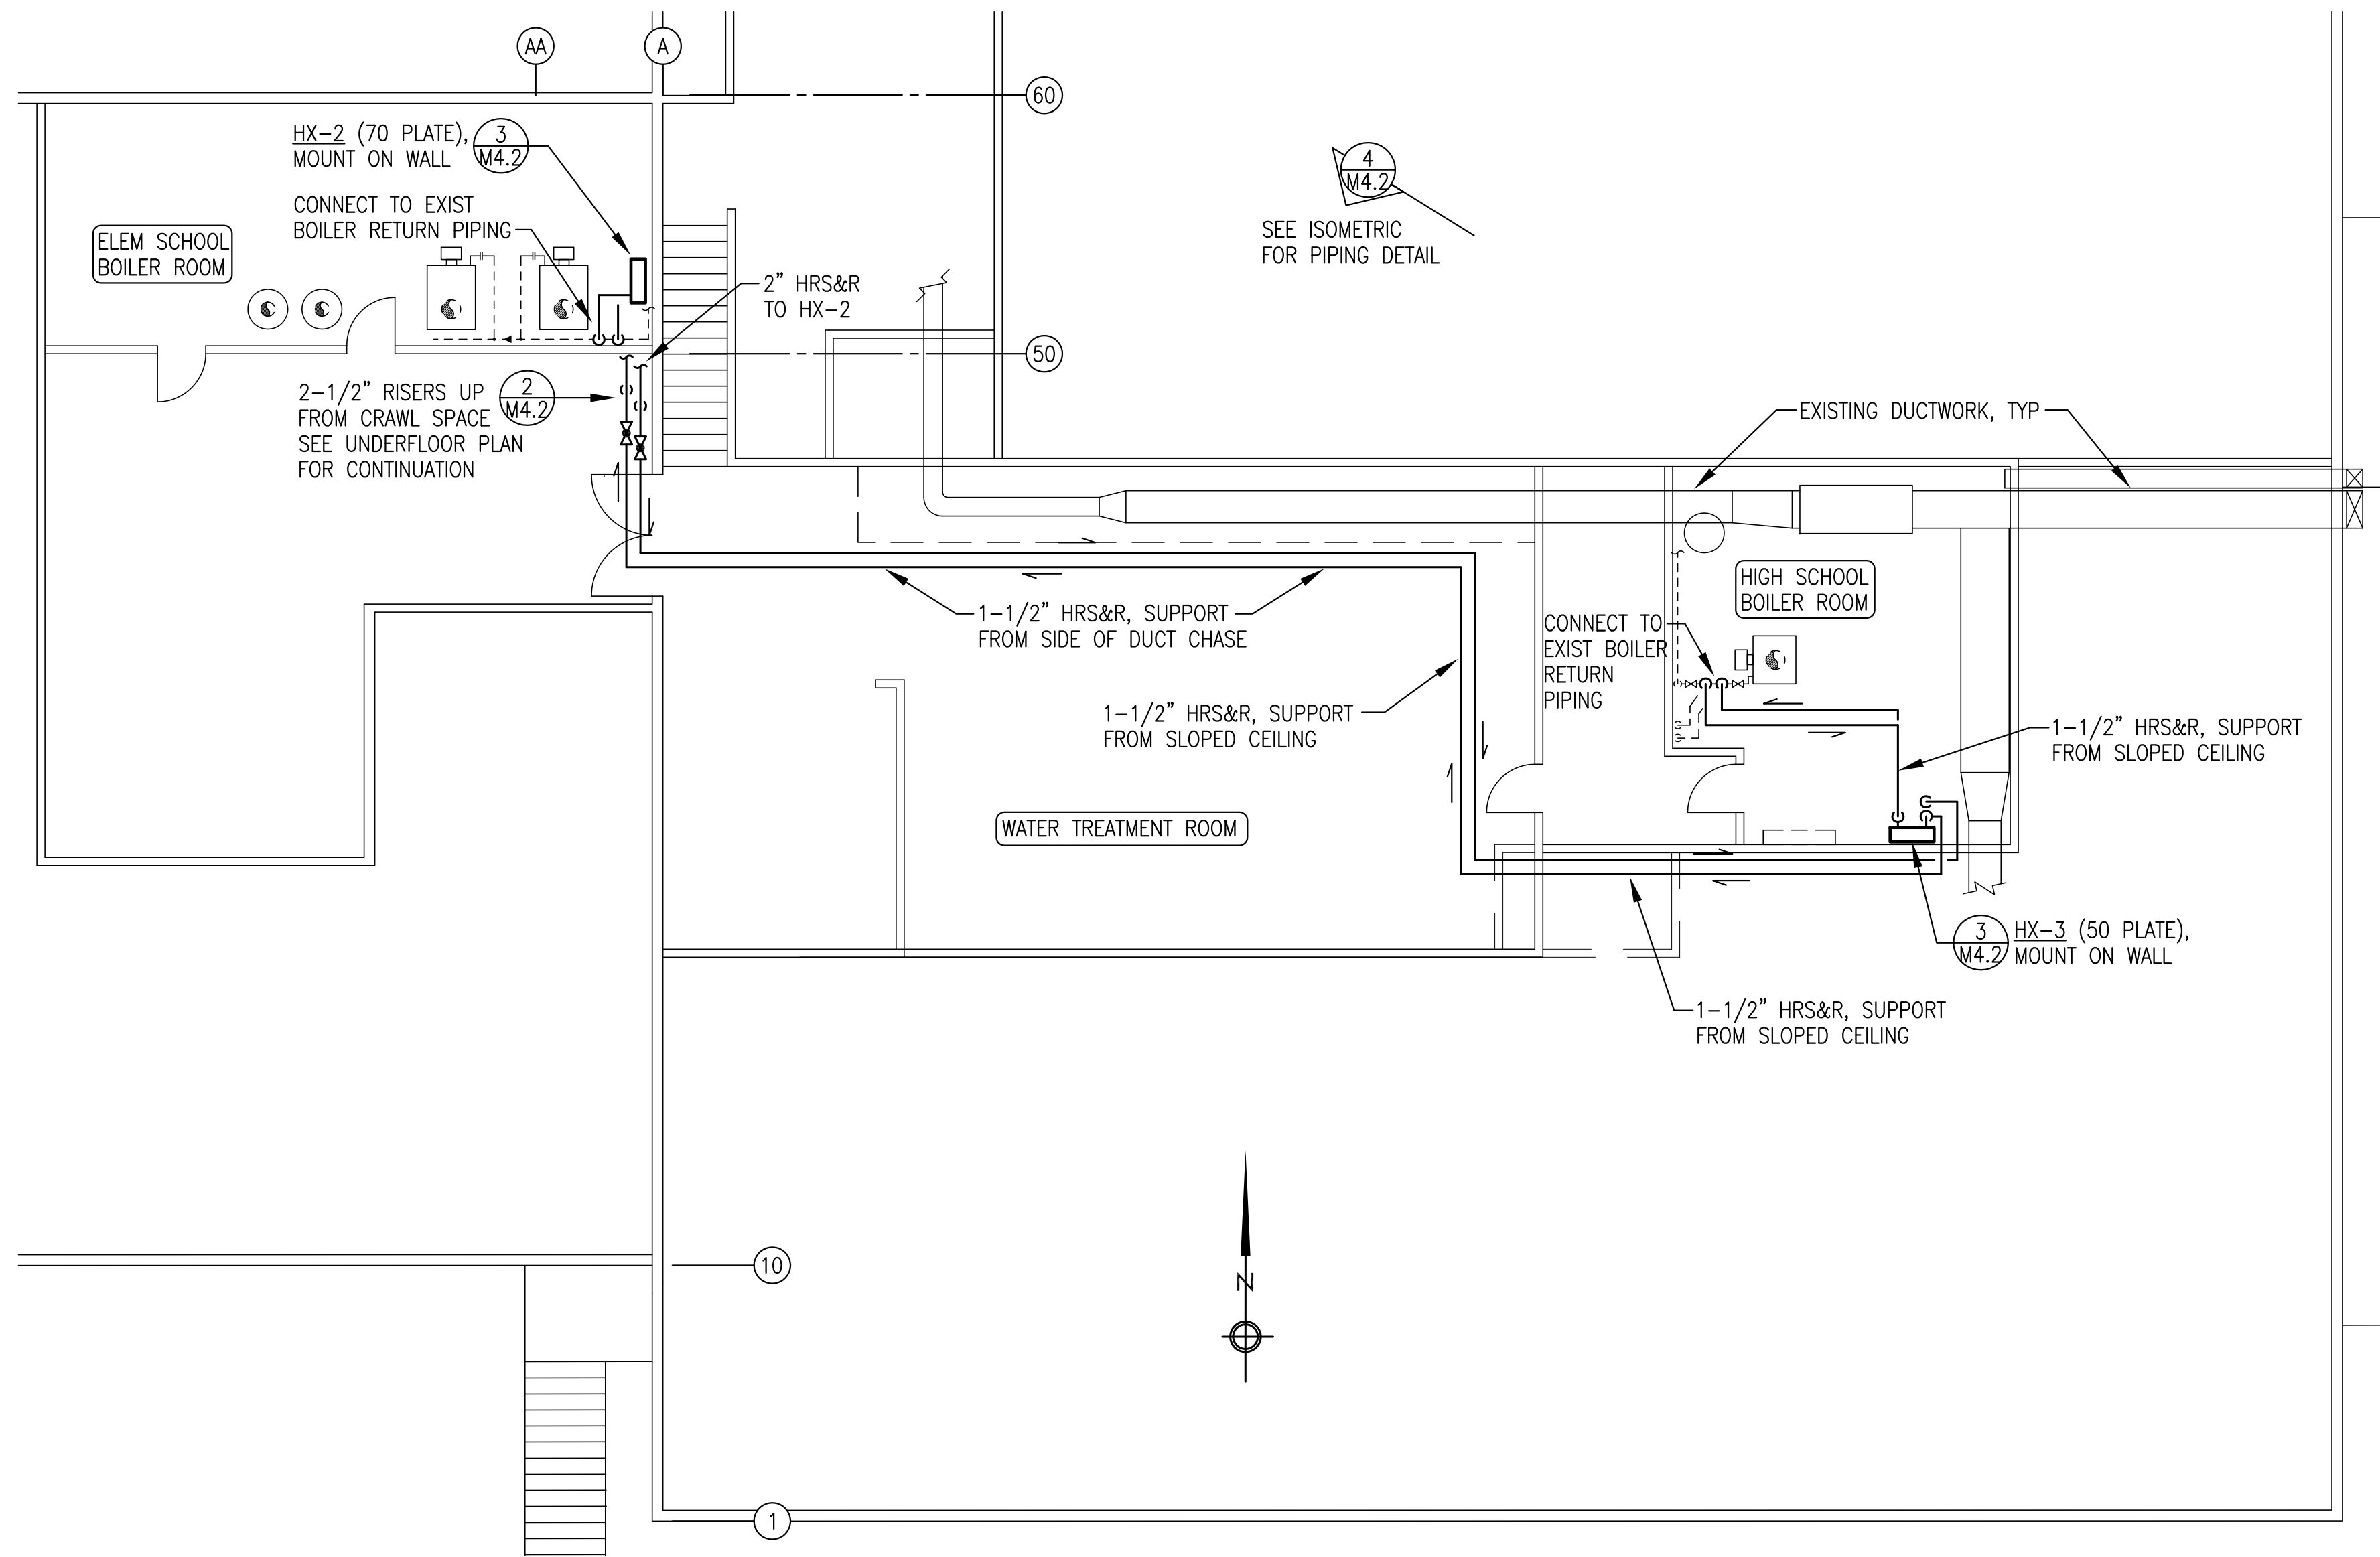 AA
A
60
HX-2 (70 PLATE),
MOUNT ON WALL
3
M4.2
4
M4.2
CONNECT TO EXIST
BOILER RETURN PIPING
SEE ISOMETRIC
FOR PIPING DETAIL
ELEM SCHOOL
BOILER ROOM
2" HRS&R
TO HX-2
50
2-1/2" RISERS UP
FROM CRAWL SPACE
SEE UNDERFLOOR PLAN
FOR CONTINUATION
2
M4.2
EXISTING DUCTWORK, TYP
HIGH SCHOOL
BOILER ROOM
1-1/2" HRS&R, SUPPORT
FROM SIDE OF DUCT CHASE
CONNECT TO
EXIST BOILER
RETURN
PIPING
1-1/2" HRS&R, SUPPORT
FROM SLOPED CEILING
1-1/2" HRS&R, SUPPORT
FROM SLOPED CEILING
WATER TREATMENT ROOM
3
M4.2
HX-3 (50 PLATE),
MOUNT ON WALL
1-1/2" HRS&R, SUPPORT
FROM SLOPED CEILING
10
N
1